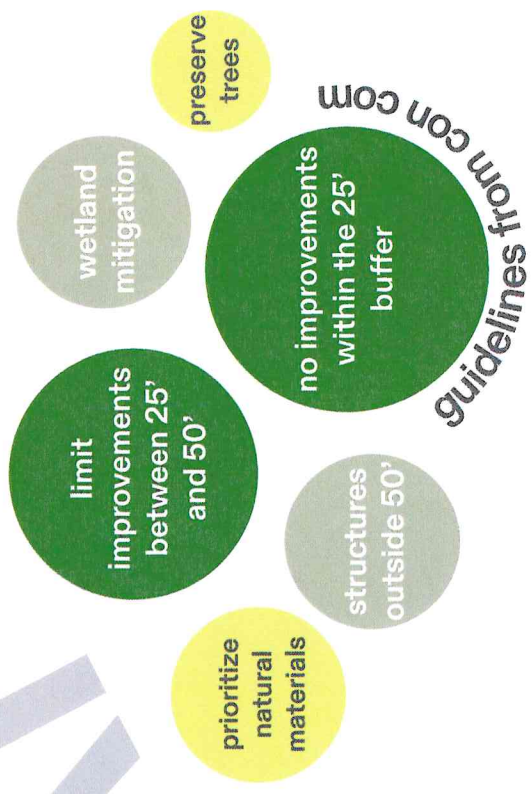 prioritize
natural
materials
limit
improvements
between 25'
and 50'
structures
outside 50'
wetland
mitigation
no improvements
within the 25'
buffer
preserve
trees
guidelines from con com